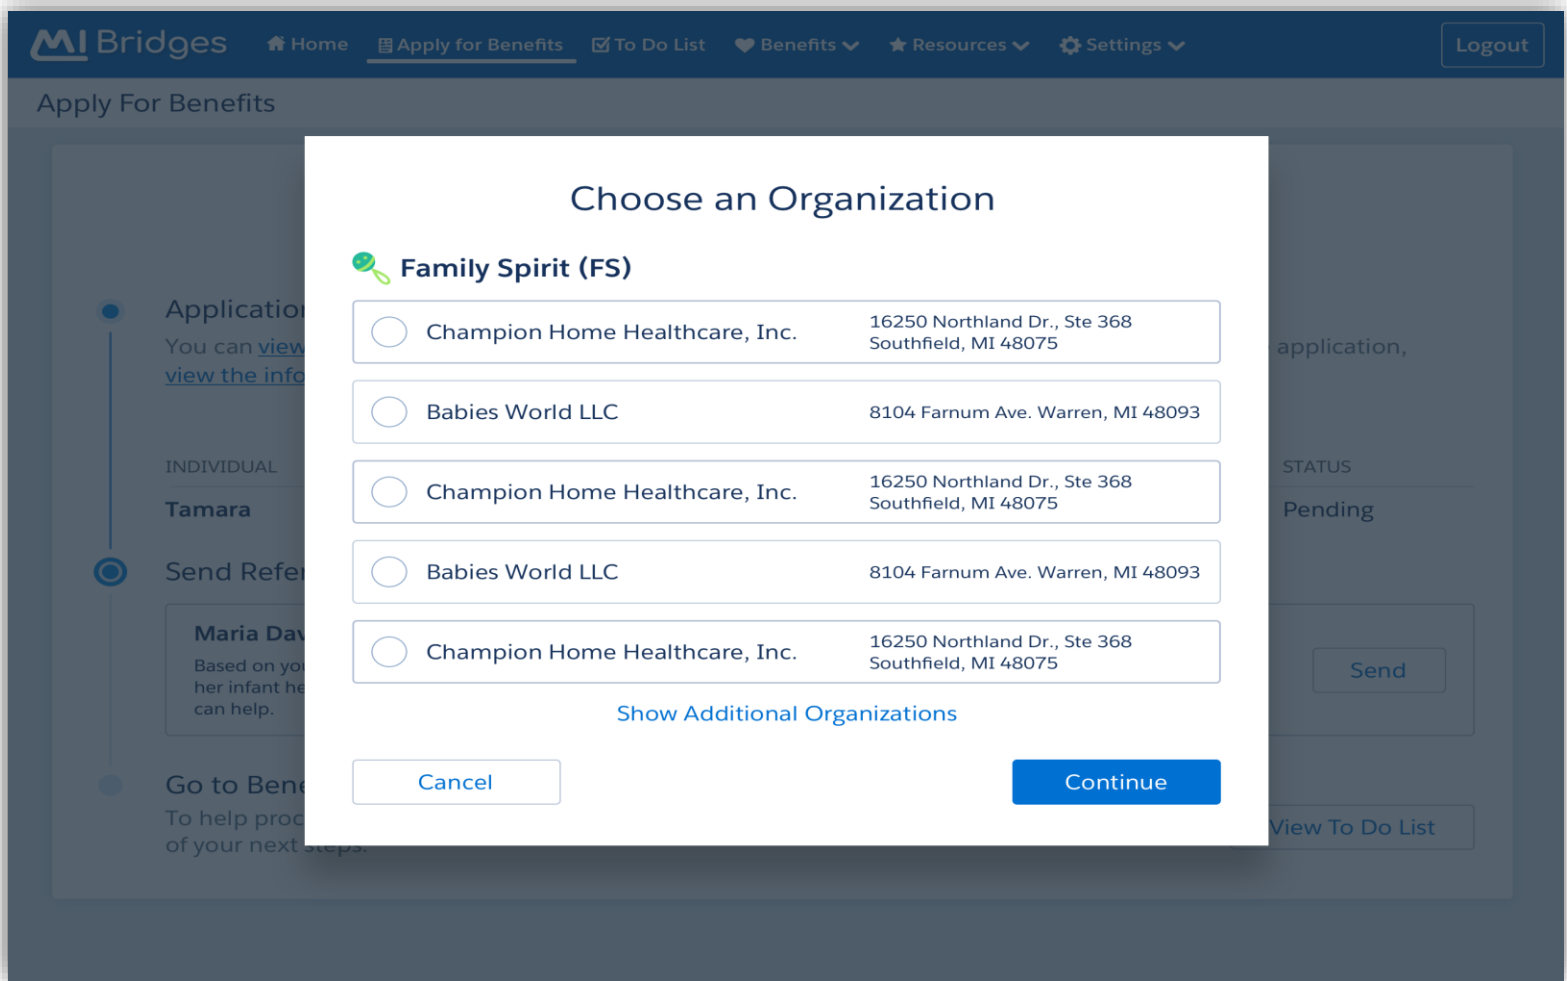 MI Bridges Home Apply for Benefits To Do List Benefits Resources Settings Logout
Apply For Benefits
Choose an Organization
Family Spirit (FS)
Champion Home Healthcare, Inc. 16250 Northland Dr., Ste 368
Southfield, MI 48075
Babies World LLC 8104 Farnum Ave. Warren, MI 48093
Champion Home Healthcare, Inc. 16250 Northland Dr., Ste 368
Southfield, MI 48075
Babies World LLC 8104 Farnum Ave. Warren, MI 48093
Champion Home Healthcare, Inc. 16250 Northland Dr., Ste 368
Southfield, MI 48075
Show Additional Organizations
Cancel Continue
Application
You can view application,
view the info
INDIVIDUAL STATUS
Tamara Pending
Send Refer
Maria Dav
Based on you
her infant he
can help.
Send
Go to Bene
To help proc
of your next steps.
View To Do List